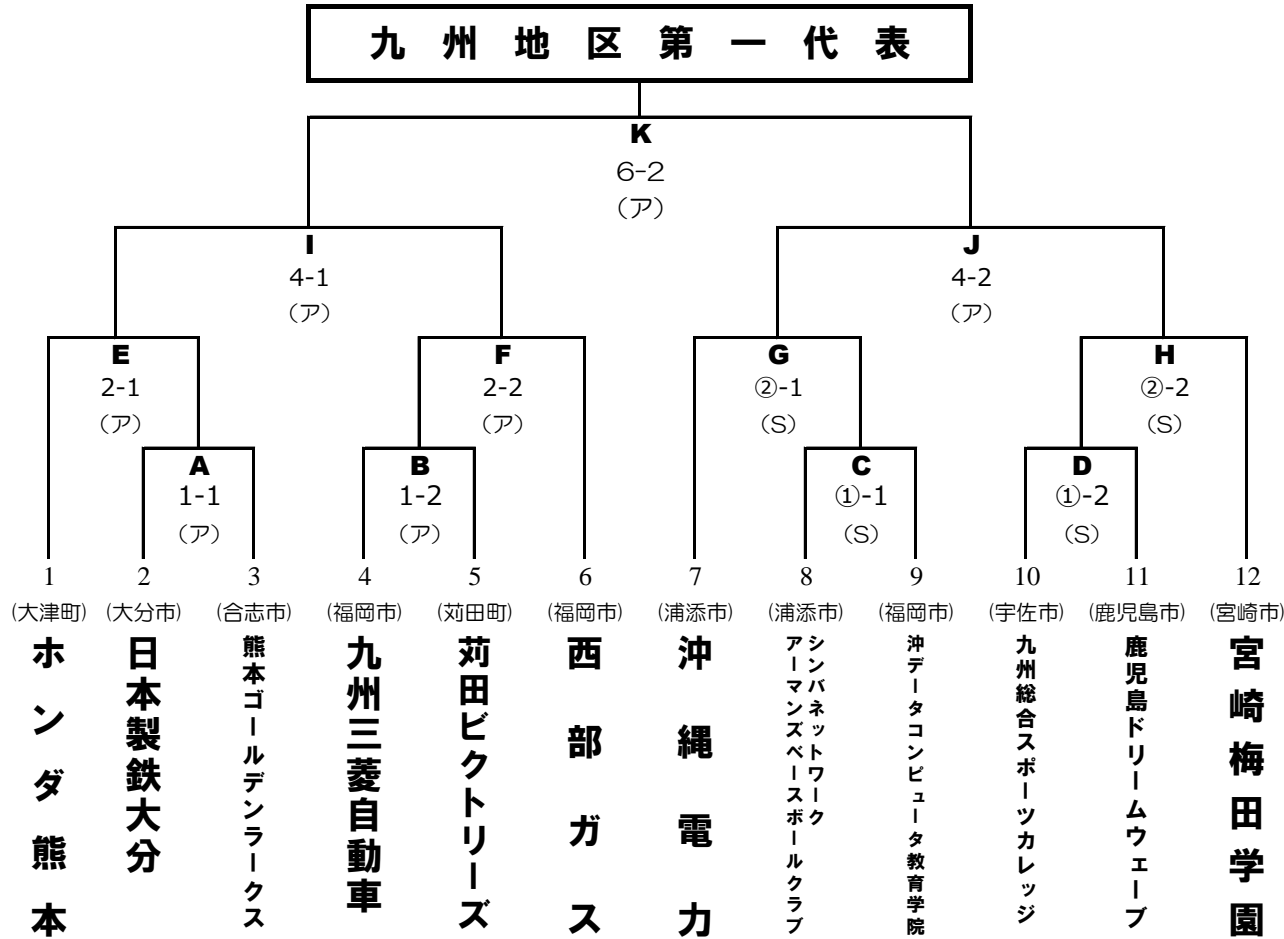 九州地区第一代表
K
6-2
（ア）
I
4-1
（ア）
J
4-2
（ア）
E
2-1
（ア）
F
2-2
（ア）
G
②-1
（S）
H
②-2
（S）
A
1-1
（ア）
B
1-2
（ア）
C
①-1
（S）
D
①-2
（S）
1 2 3 4 5 6 7 8 9 10 11 12
(大津町) (大分市) (合志市) (福岡市) (苅田町) (福岡市) (浦添市) (浦添市) (福岡市) (宇佐市) (鹿児島市) (宮崎市)
ホンダ熊本
日本製鉄大分
熊本ゴールデンラークス
九州三菱自動車
苅田ビクトリーズ
西部ガス
沖縄電力
シンバネットワーク
アーマンズベースボールクラブ
沖データコンピュータ教育学院
九州総合スポーツカレッジ
鹿児島ドリームウェーブ
宮崎梅田学園